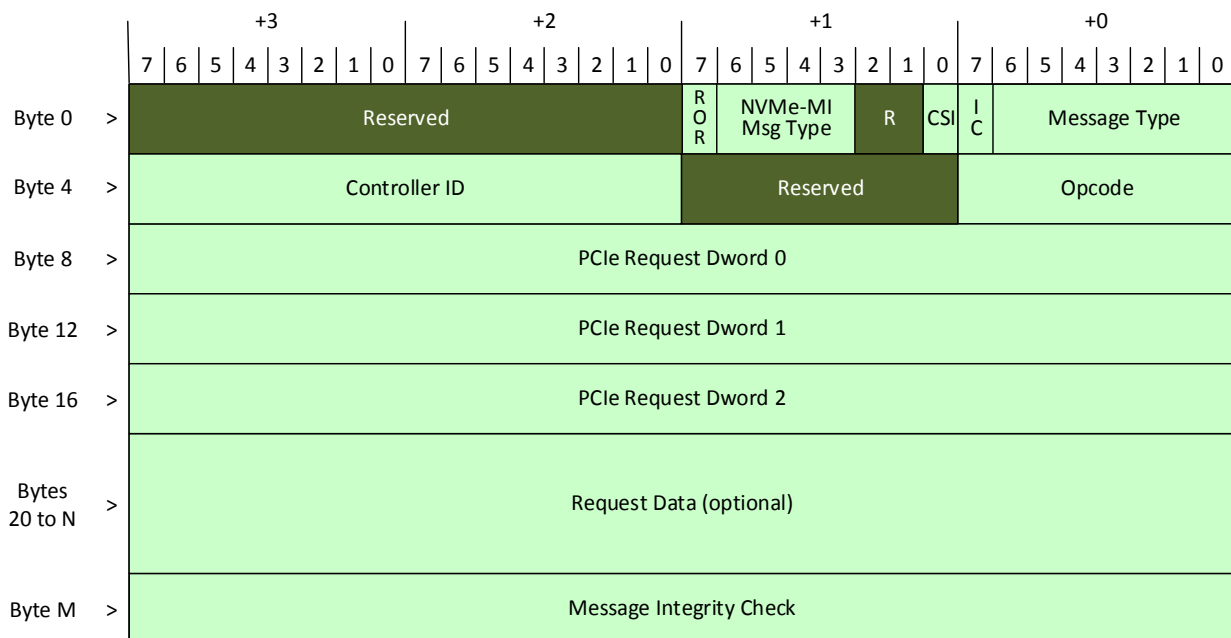 +3 +2 +1 +0
7 6 5 4 3 2 1 0 7 6 5 4 3 2 1 0 7 6 5 4 3 2 1 0 7 6 5 4 3 2 1 0
Byte 0 > Reserved ROR NVMe-MI Msg Type R CSI IC Message Type
Byte 4 > Controller ID Reserved Opcode
Byte 8 > PCIe Request Dword 0
Byte 12 > PCIe Request Dword 1
Byte 16 > PCIe Request Dword 2
Bytes
20 to N > Request Data (optional)
Byte M > Message Integrity Check